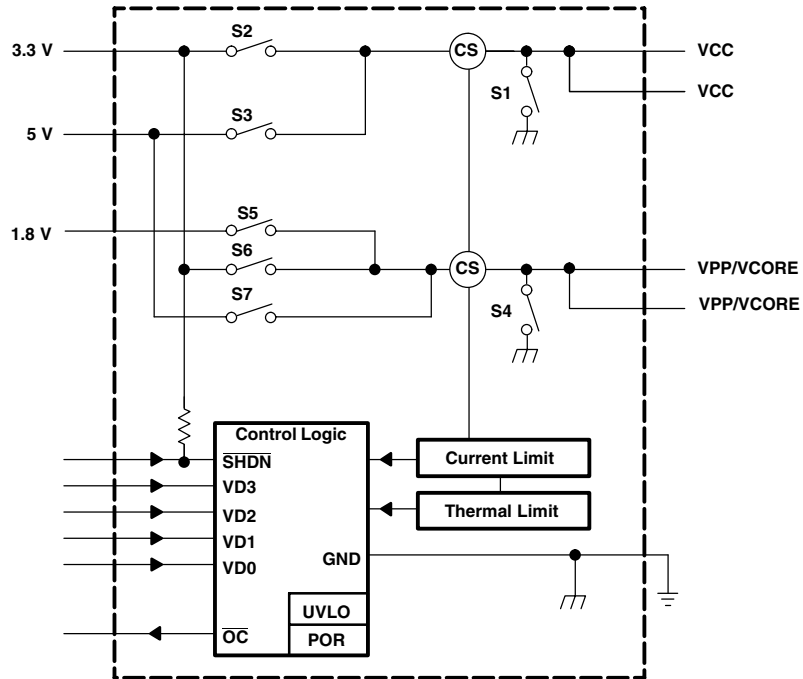 S2
3.3 V
CS
VCC
S1
VCC
S3
5 V
S5
1.8 V
S6
CS
VPP/VCORE
S7
S4
VPP/VCORE
Control Logic
SHDN
Current Limit
VD3
Thermal Limit
VD2
VD1
GND
VD0
UVLO
OC
POR